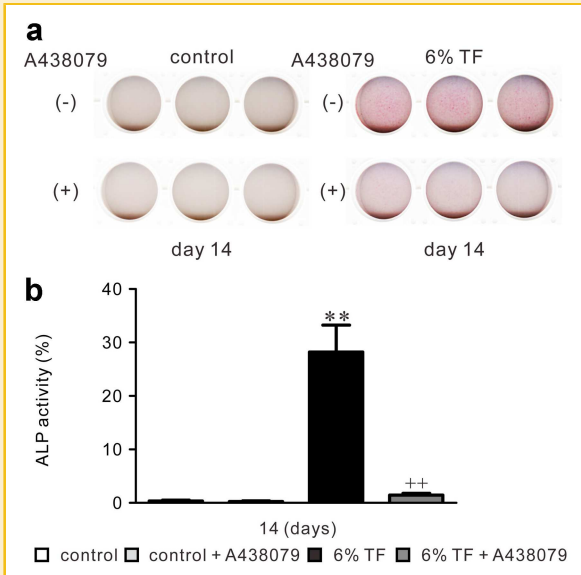 a
A438079 control A438079 6% TF
(-) (-)
(+) (+)
day 14 day 14
b
ALP activity (%)
40
30
20
10
0
**
++
14 (days)
control control + A438079 6% TF 6% TF + A438079